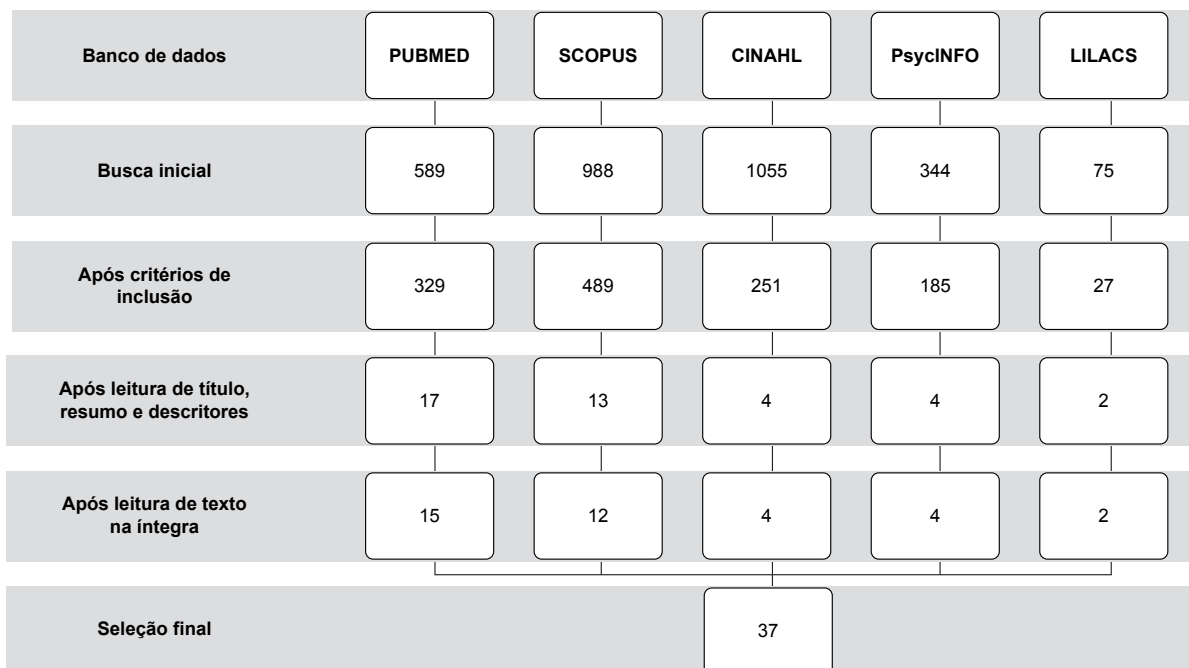 Banco de dados
PUBMED
SCOPUS
CINAHL
PsycINFO
LILACS
Busca inicial
589
988
1055
344
75
Após critérios de
inclusão
329
489
251
185
27
Após leitura de título,
resumo e descritores
17
13
4
4
2
Após leitura de texto
na íntegra
15
12
4
4
2
Seleção final
37